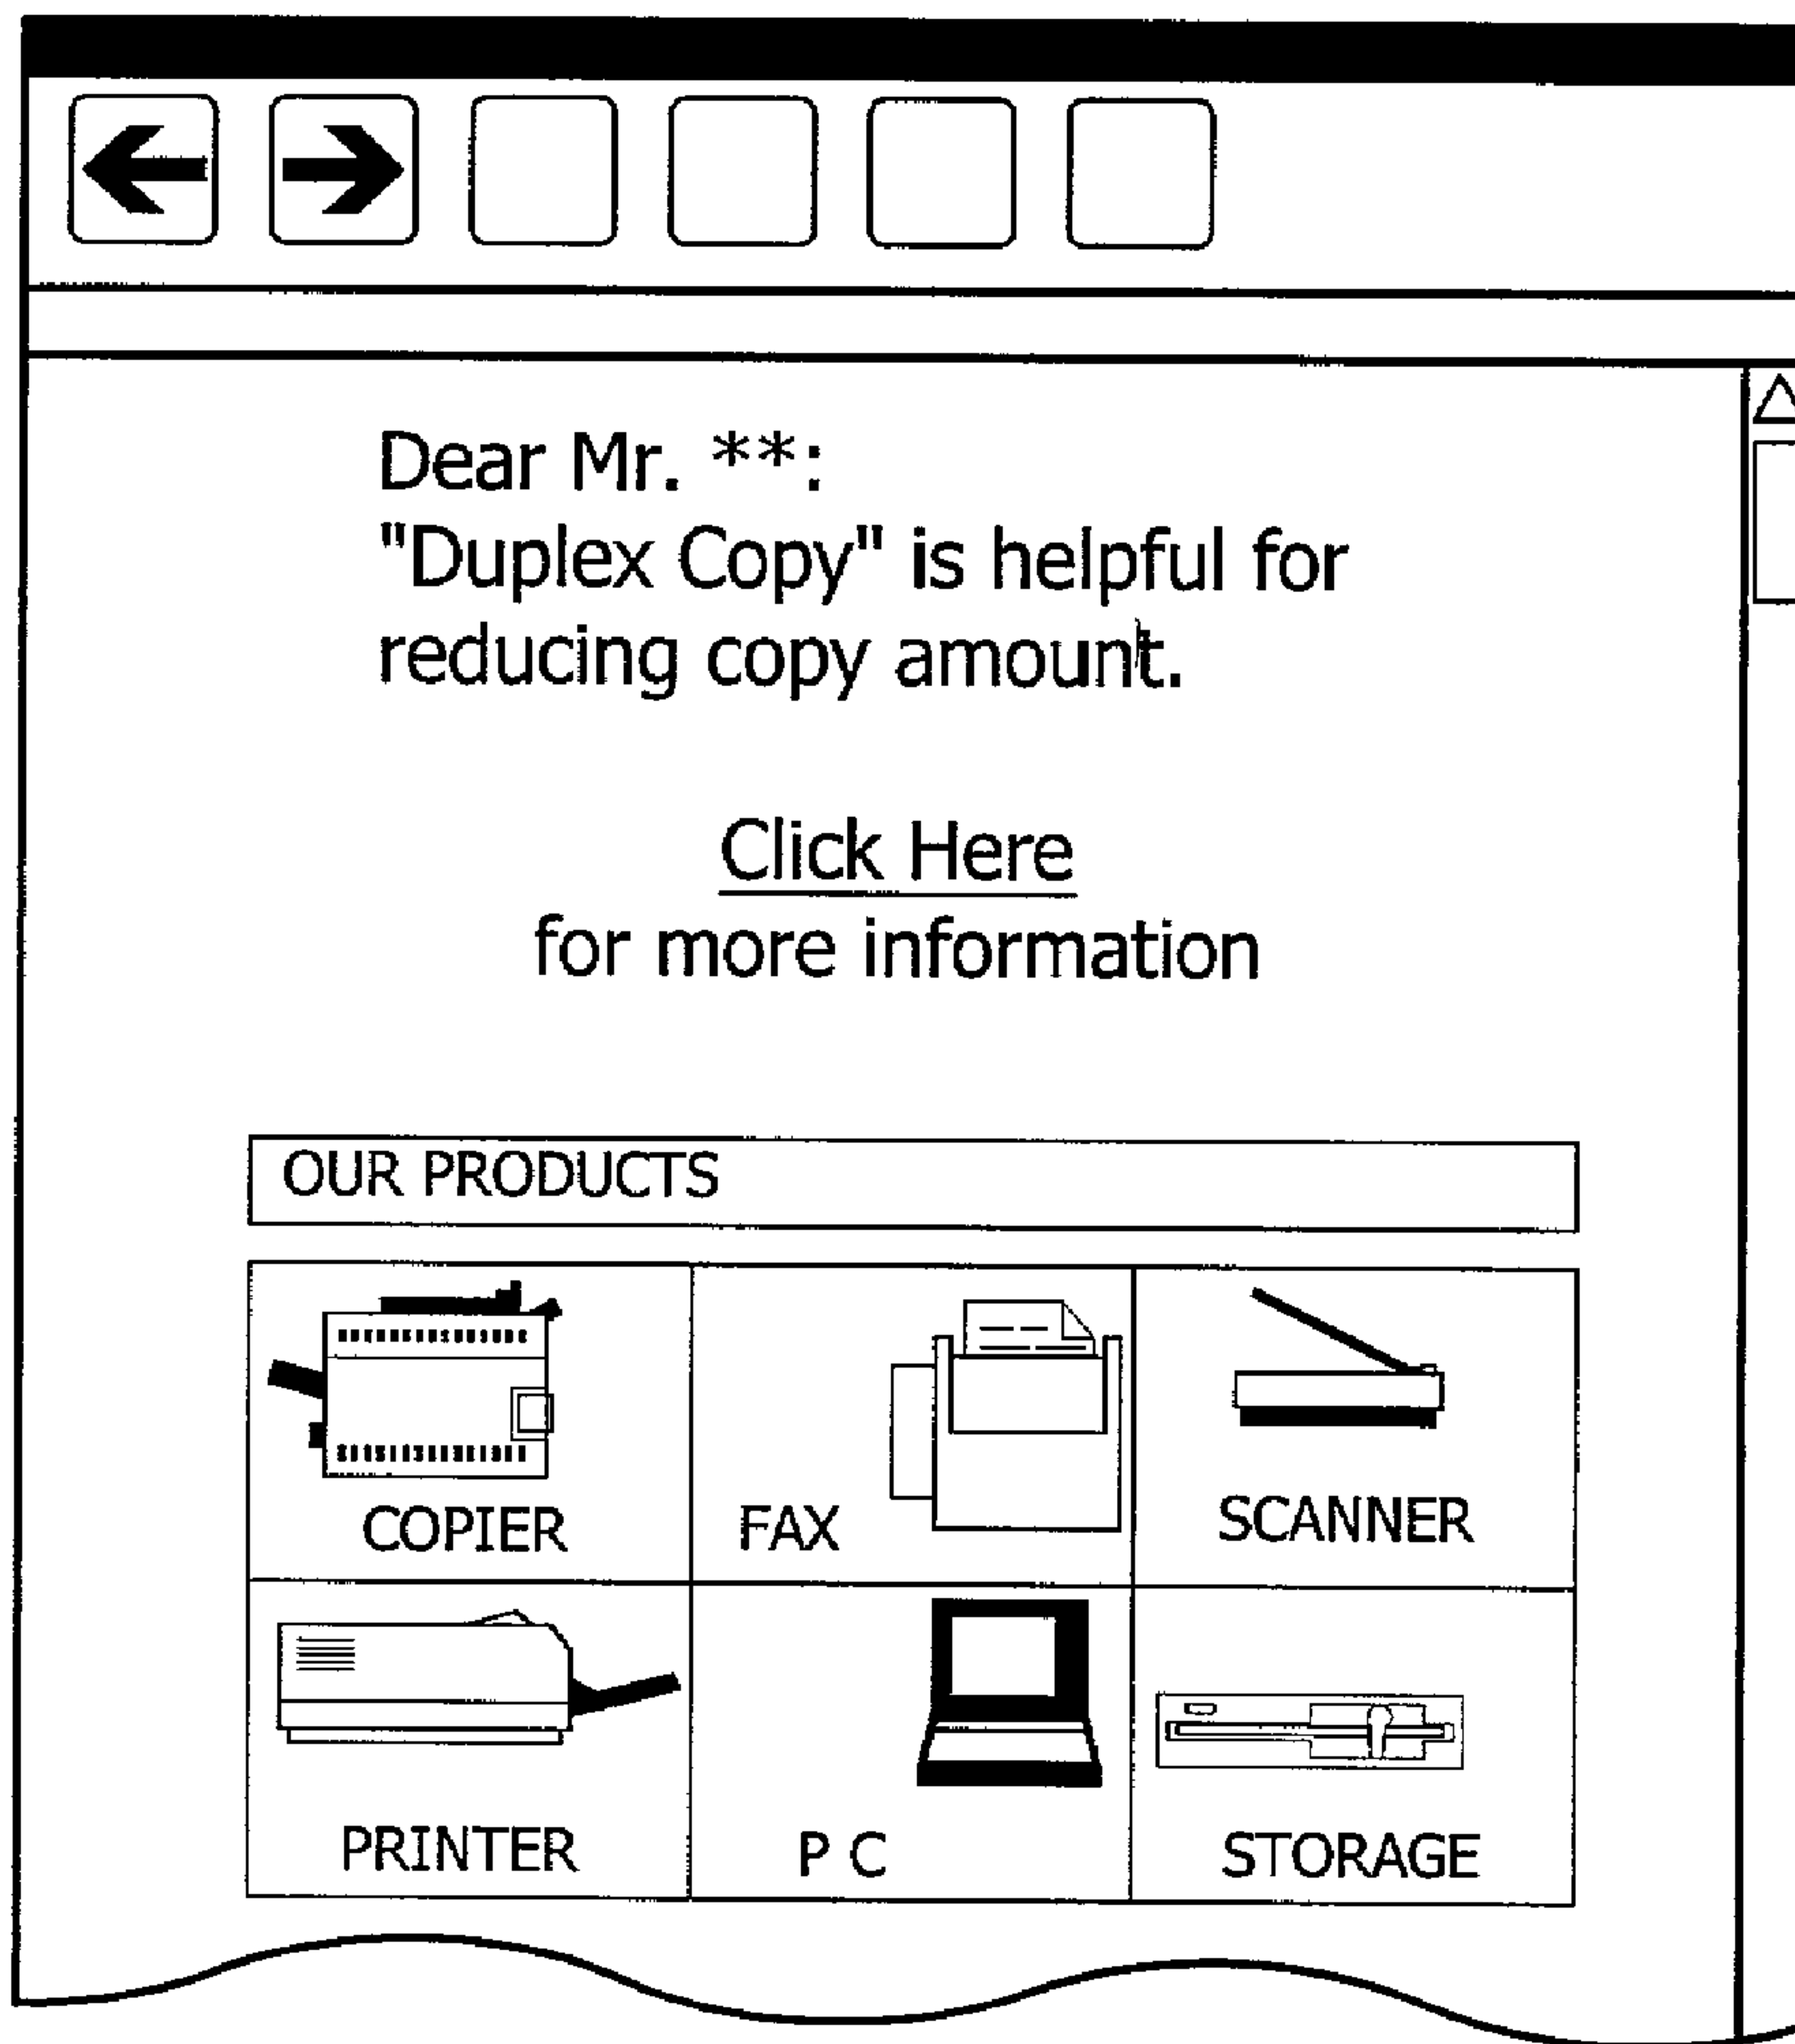 Dear Mr. **:
"Duplex Copy" is helpful for
reducing copy amount.
Click Here
for more information
OUR PRODUCTS
COPIER
FAX
SCANNER
PRINTER
P C
STORAGE